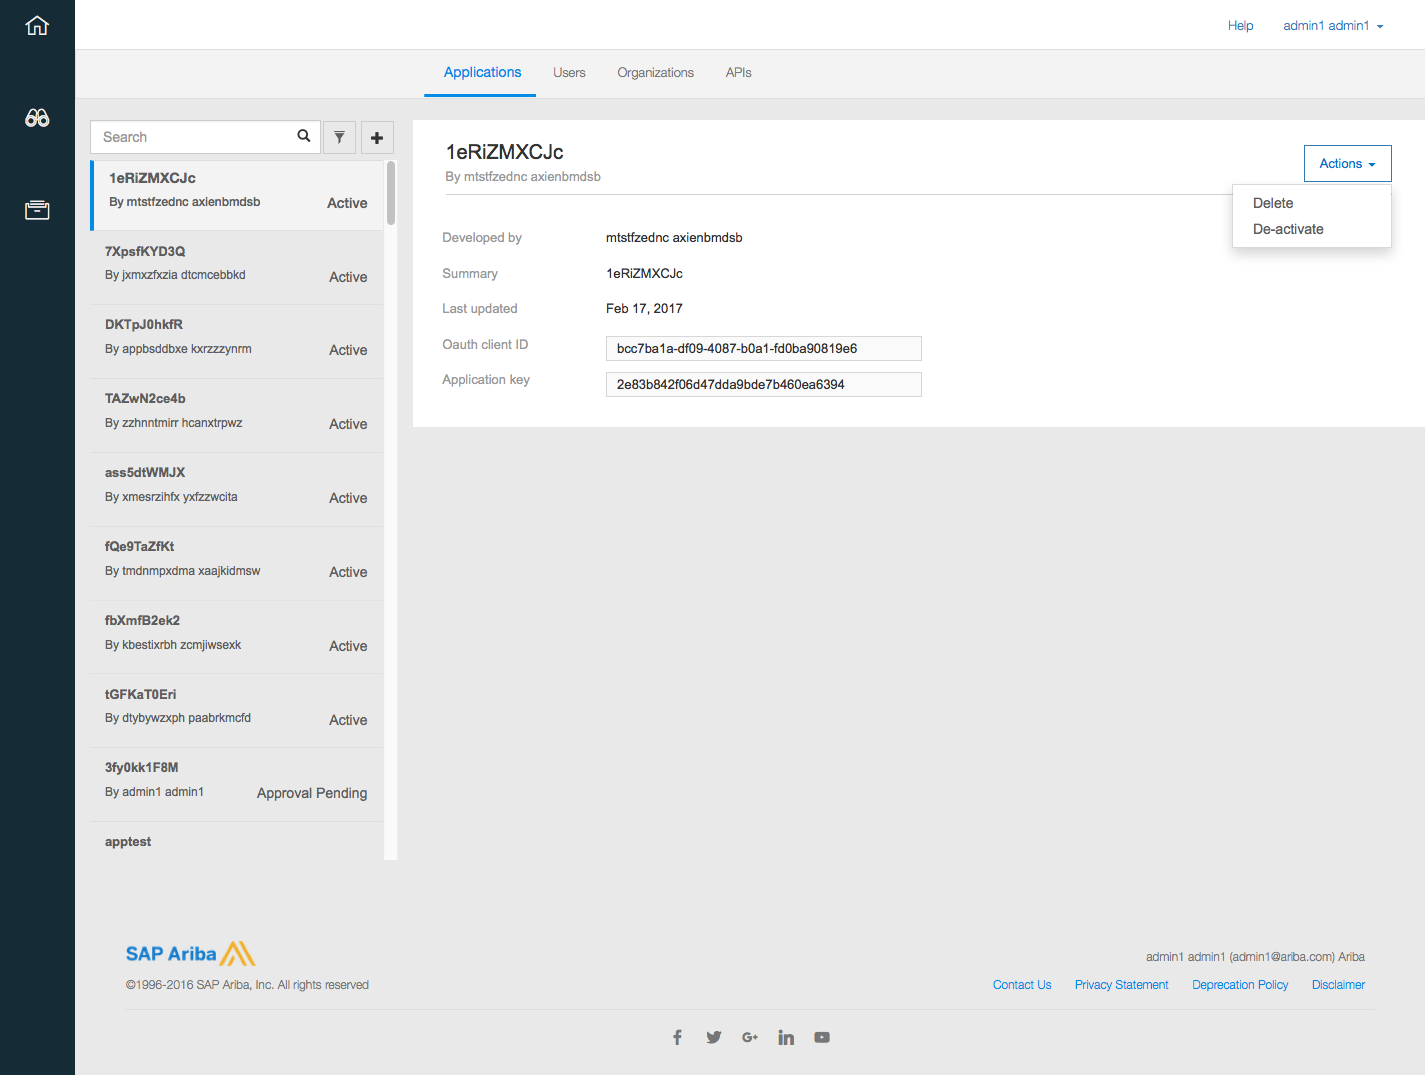 Help admin1 admin1
Applications Users Organizations APIs
Search
1eRiZMXCJc
By mtstfzednc axienbmdsb
Active
7XpsfKYD3Q
By jxmxzfxzia dtcmcebbkd
Active
DKTpJ0hkfR
By appbsddbxe kxrzzzynrm
Active
TAZwN2ce4b
By zzhnntmirr hcanxtrpwz
Active
ass5dtWMJX
By xmesrzihfx yxfzzwcita
Active
fQe9TaZfKt
By tmdnmpxdma xaajkidmsw
Active
fbXmfB2ek2
By kbestixrbh zcmjiwsexk
Active
tGFKaT0Eri
By dtybywzxph paabrkmcfd
Active
3fy0kk1F8M
By admin1 admin1
Approval Pending
apptest
1eRiZMXCJc
By mtstfzednc axienbmdsb
Actions
Delete
De-activate
Developed by mtstfzednc axienbmdsb
Summary 1eRiZMXCJc
Last updated Feb 17, 2017
Oauth client ID bcc7ba1a-df09-4087-b0a1-fd0ba90819e6
Application key 2e83b842f06d47dda9bde7b460ea6394
SAP Ariba
©1996-2016 SAP Ariba, Inc. All rights reserved
admin1 admin1 (admin1@ariba.com) Ariba
Contact Us Privacy Statement Deprecation Policy Disclaimer